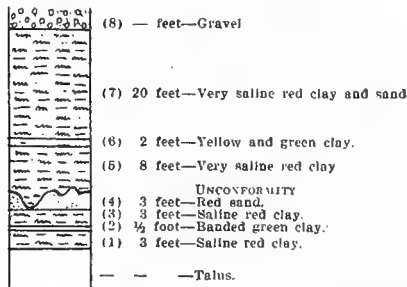 (8) — feet—Gravel
(7) 20 feet—Very saline red clay and sand
(6) 2 feet—Yellow and green clay.
(5) 8 feet—Very saline red clay
UNCONFORMITY
(4) 3 feet—Red sand.
(3) 3 feet—Saline red clay.
(2) ½ foot—Banded green clay.
(1) 3 feet—Saline red clay.
— — —Talus.